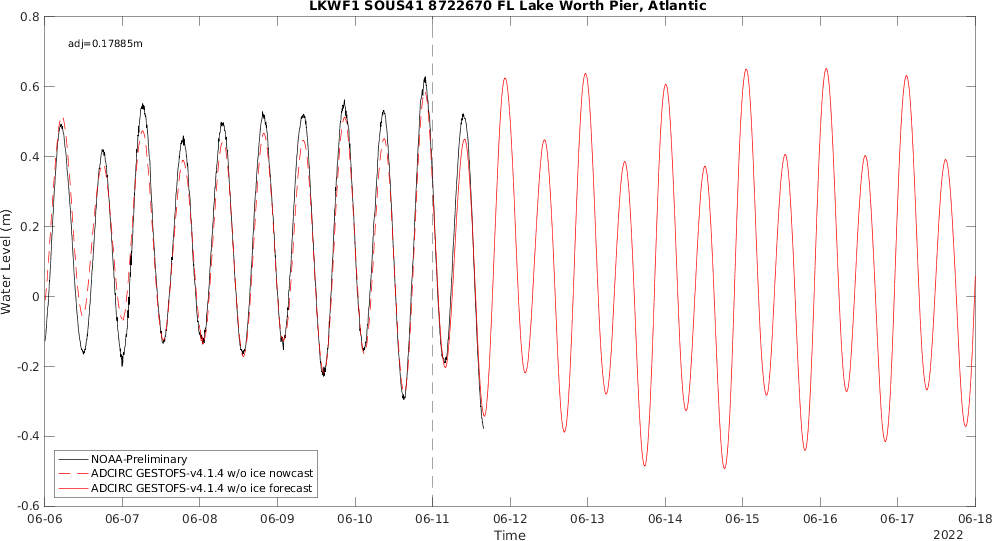 LKWF1 SOUS41 8722670 FL Lake Worth Pier, Atlantic
adj=0.17885m
0.8
0.6
0.4
0.2
0
-0.2
-0.4
-0.6
Water Level (m)
NOAA-Preliminary
ADCIRC GESTOFS-v4.1.4 w/o ice nowcast
ADCIRC GESTOFS-v4.1.4 w/o ice forecast
06-06 06-07 06-08 06-09 06-10 06-11 06-12 06-13 06-14 06-15 06-16 06-17 06-18
Time
2022